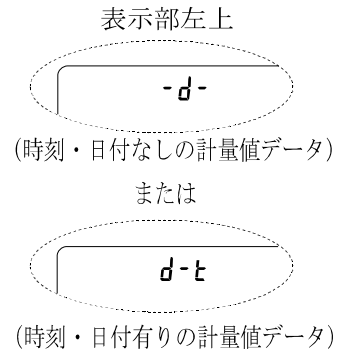 表示部左上
-d-
(時刻・日付なしの計量値データ)
または
d-t
(時刻・日付有りの計量値データ)